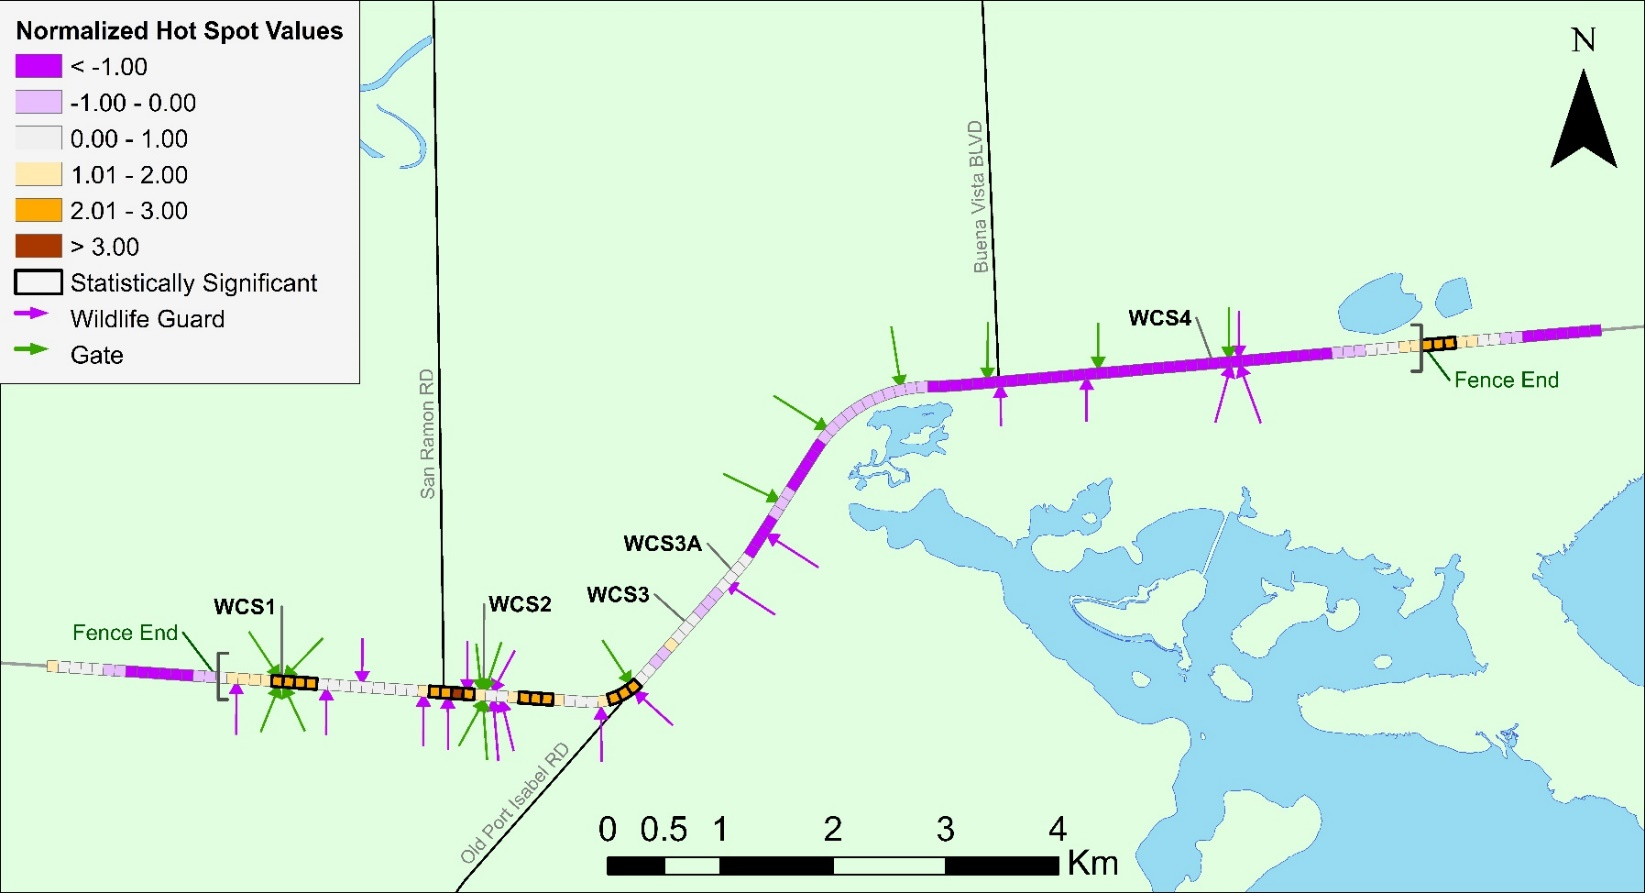 Normalized Hot Spot Values
< -1.00
-1.00 - 0.00
0.00 - 1.00
1.01 - 2.00
2.01 - 3.00
> 3.00
Statistically Significant
Wildlife Guard
Gate
N
Buena Vista BLVD
WCS4
Fence End
San Ramon RD
WCS3A
WCS3
WCS1
WCS2
Fence End
Old Port Isabel RD
0 0.5 1 2 3 4
Km